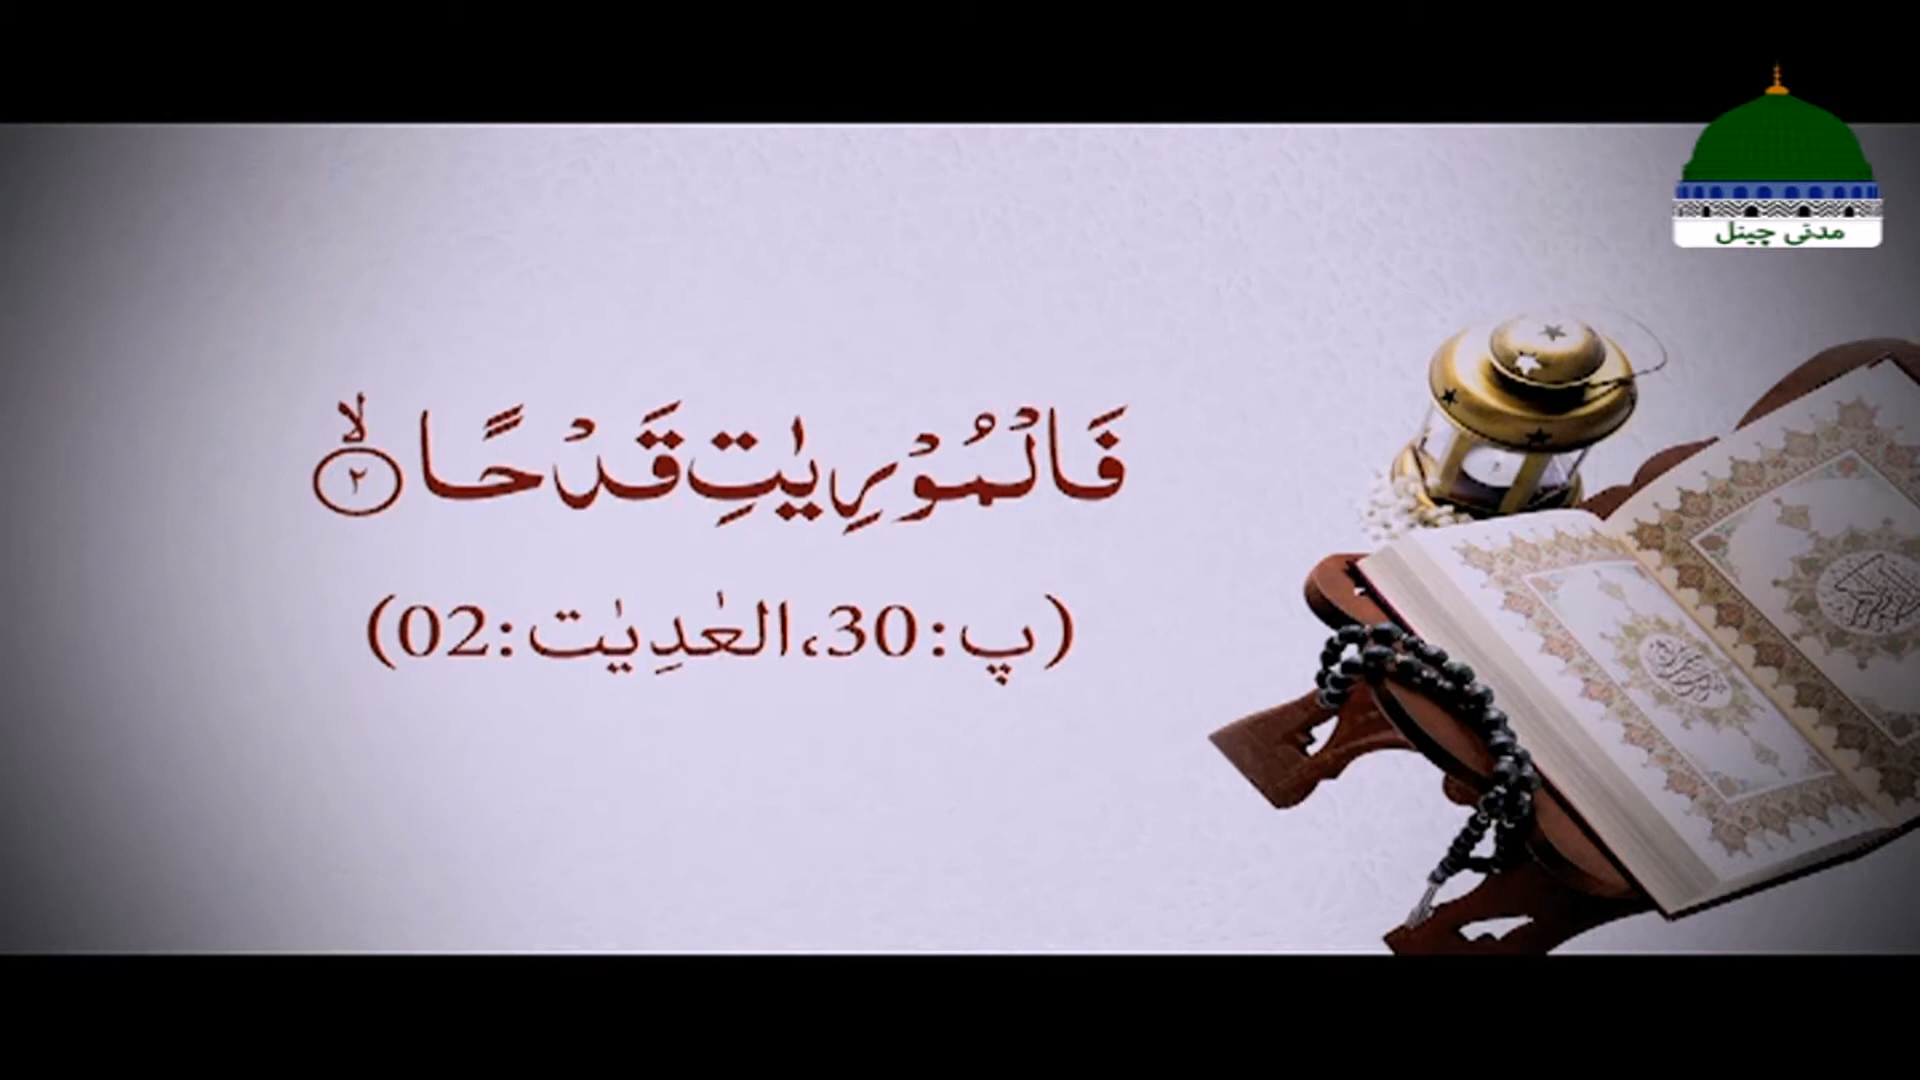 مدنی چینل
فَالْمُوْرِیٰتِ قَدْحًاۙ(۲)
(پ:30، العٰدِیٰت:02)